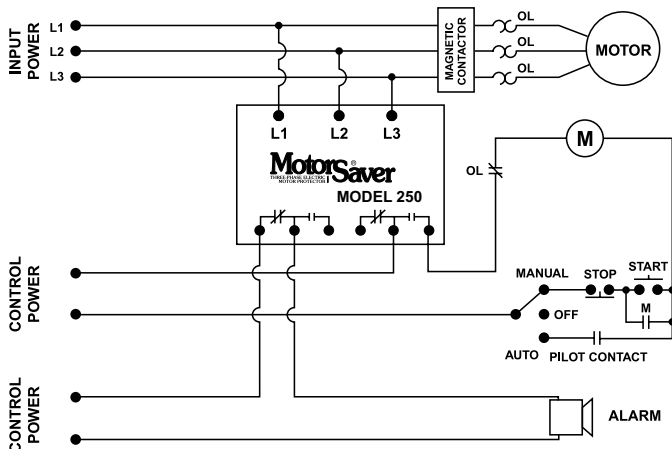 INPUT
POWER
L1
L2
L3
MAGNETIC
CONTACTOR
OL
OL
OL
MOTOR
L1
L2
L3
MotorSaver®
THREE-PHASE ELECTRIC
MOTOR PROTECTOR
MODEL 250
OL
M
CONTROL
POWER
MANUAL
STOP
START
OFF
M
AUTO
PILOT CONTACT
CONTROL
POWER
ALARM